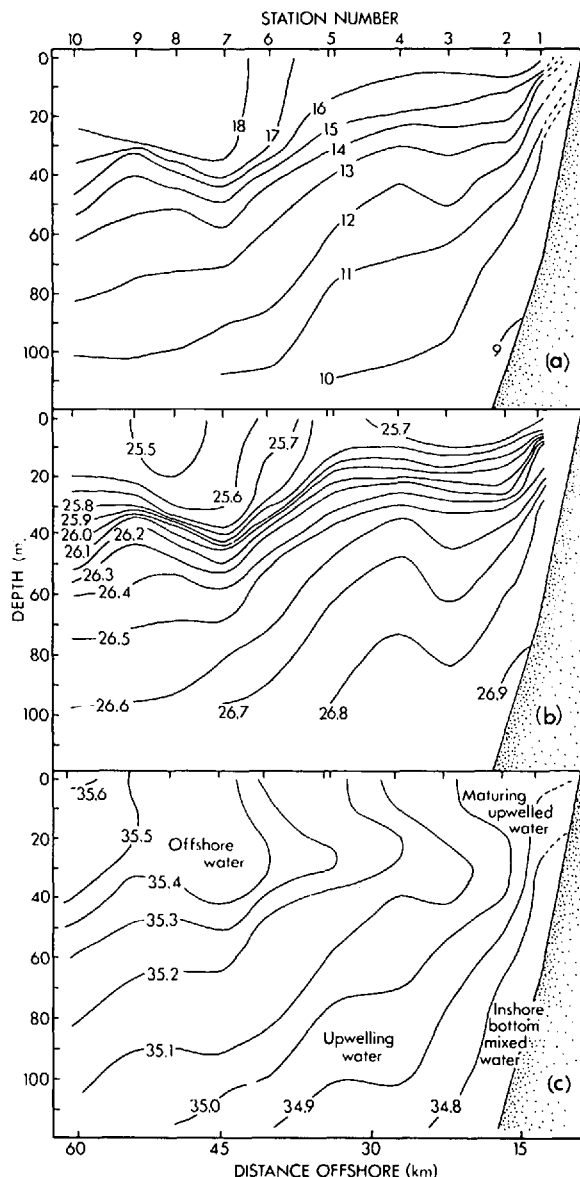 STATION NUMBER
10 9 8 7 6 5 4 3 2 1
0
20
40
60
80
100
18
17
16
15
14
13
12
11
10
9
(a)
0
20
40
60
80
100
25.5
25.6
25.7
25.7
25.8
25.9
26.0
26.1
26.2
26.3
26.4
26.5
26.6
26.7
26.8
26.9
(b)
DEPTH (m)
0
20
40
60
80
100
35.6
35.5
35.4
35.3
35.2
35.1
35.0
34.9
34.8
Offshore
water
Maturing
upwelled
water
Upwelling
water
Inshore
bottom
mixed
water
(c)
60 45 30 15
DISTANCE OFFSHORE (km)